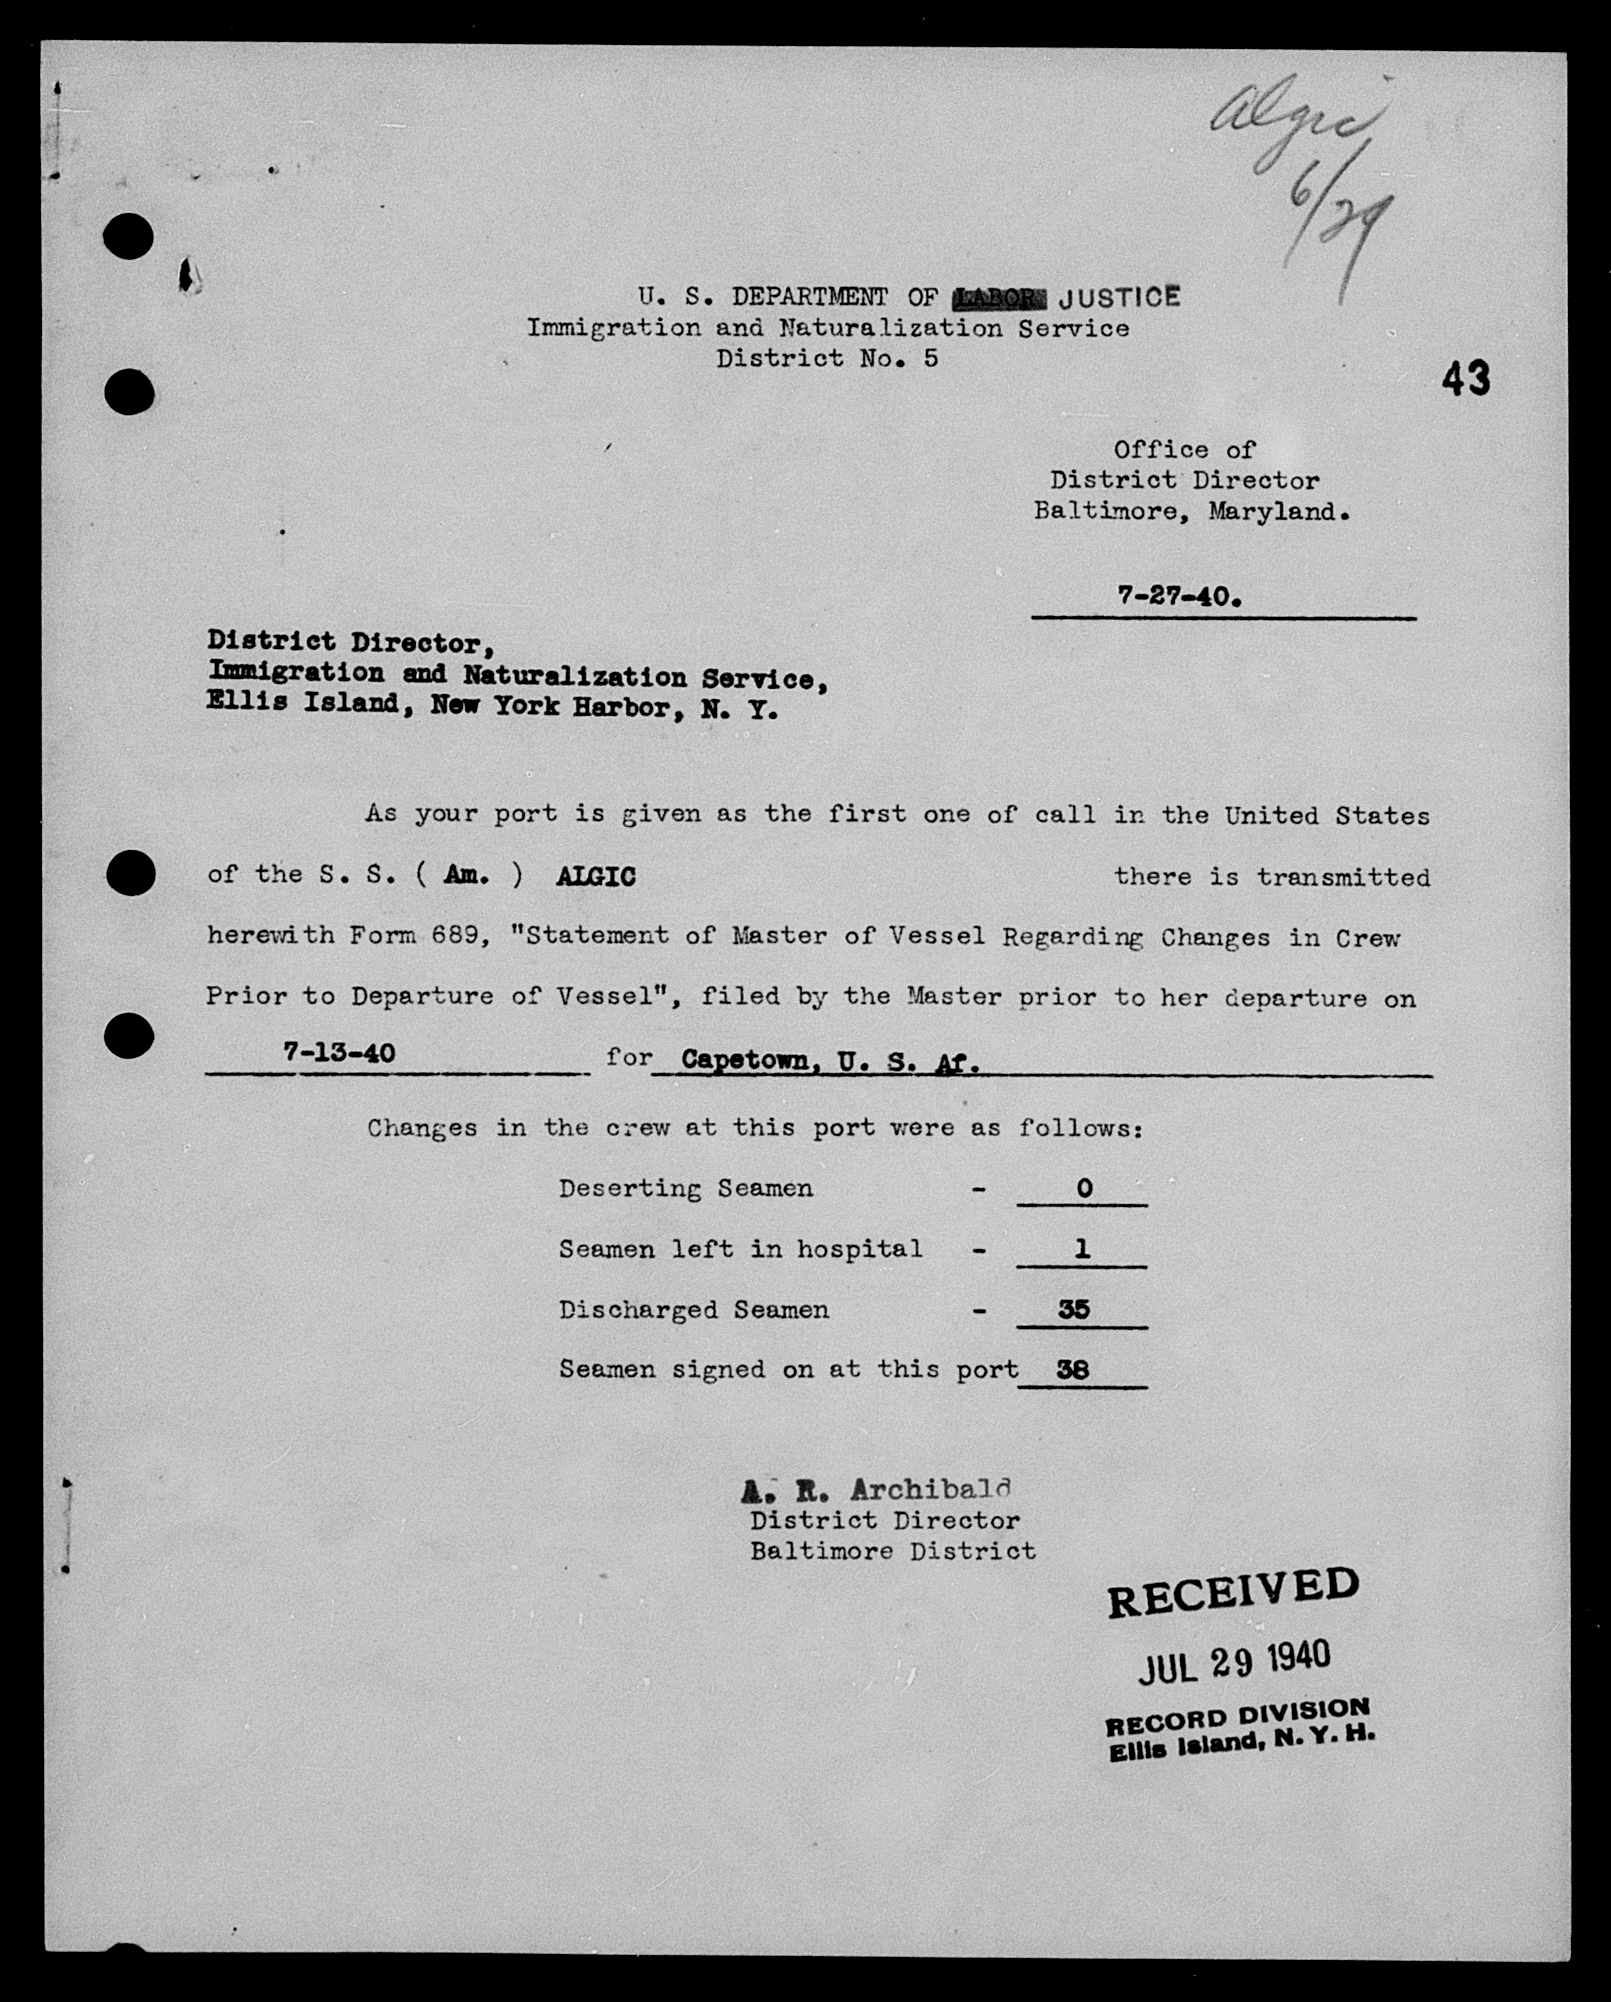 Algic
6/29
U. S. DEPARTMENT OF LABOR JUSTICE
Immigration and Naturalization Service
District No. 5
43
Office of
District Director
Baltimore, Maryland.
7-27-40.
District Director,
Immigration and Naturalization Service,
Ellis Island, New York Harbor, N. Y.
As your port is given as the first one of call in the United States
of the S. S. ( Am. ) ALGIC there is transmitted
herewith Form 689, "Statement of Master of Vessel Regarding Changes in Crew
Prior to Departure of Vessel", filed by the Master prior to her departure on
7-13-40 for Capetown, U. S. Af.
Changes in the crew at this port were as follows:
Deserting Seamen - 0
Seamen left in hospital - 1
Discharged Seamen - 35
Seamen signed on at this port 38
A. R. Archibald
District Director
Baltimore District
RECEIVED
JUL 29 1940
RECORD DIVISION
Ellis Island, N. Y. H.